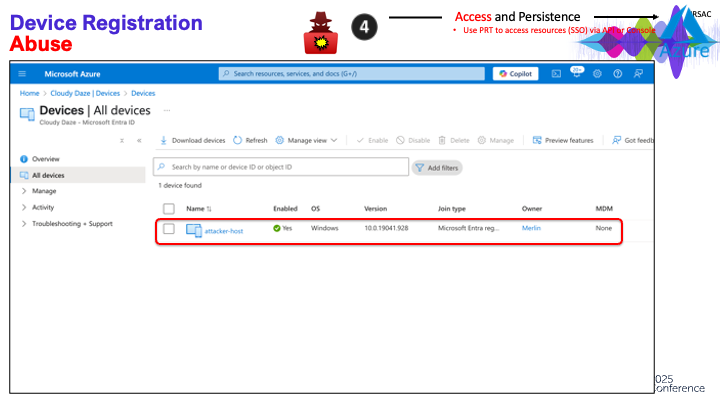 Device Registration
Abuse
4
Access and Persistence
• Use PRT to access resources (SSO) via API or Console
RSAC
Azure
Microsoft Azure
Search resources, services, and docs (G+/)
Copilot
20+
Home > Cloudy Daze | Devices > Devices
Devices | All devices
...
Cloudy Daze - Microsoft Entra ID
Download devices
Refresh
Manage view
Enable
Disable
Delete
Manage
Preview features
Got feedb
Overview
All devices
Manage
Activity
Troubleshooting + Support
Search by name or device ID or object ID
Add filters
1 device found
Name
Enabled
OS
Version
Join type
Owner
MDM
attacker-host
Yes
Windows
10.0.19041.928
Microsoft Entra reg...
Merlin
None
025
onference